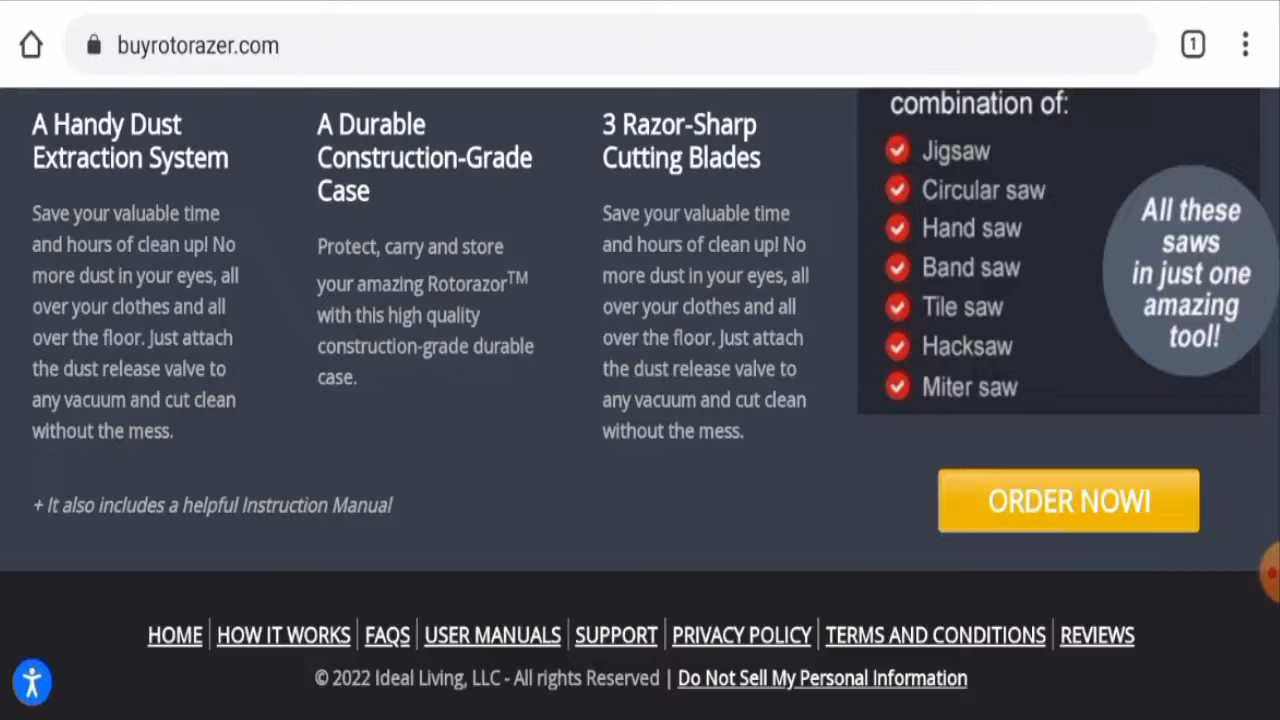 buyrotorazer.com
1
A Handy Dust
Extraction System
Save your valuable time
and hours of clean up! No
more dust in your eyes, all
over your clothes and all
over the floor. Just attach
the dust release valve to
any vacuum and cut clean
without the mess.
A Durable
Construction-Grade
Case
Protect, carry and store
your amazing Rotorazor™
with this high quality
construction-grade durable
case.
3 Razor-Sharp
Cutting Blades
Save your valuable time
and hours of clean up! No
more dust in your eyes, all
over your clothes and all
over the floor. Just attach
the dust release valve to
any vacuum and cut clean
without the mess.
+ It also includes a helpful Instruction Manual
combination of:
Jigsaw
Circular saw
Hand saw
Band saw
Tile saw
Hacksaw
Miter saw
All these
saws
in just one
amazing
tool!
ORDER NOW!
HOME | HOW IT WORKS | FAQS | USER MANUALS | SUPPORT | PRIVACY POLICY | TERMS AND CONDITIONS | REVIEWS
© 2022 Ideal Living, LLC - All rights Reserved | Do Not Sell My Personal Information